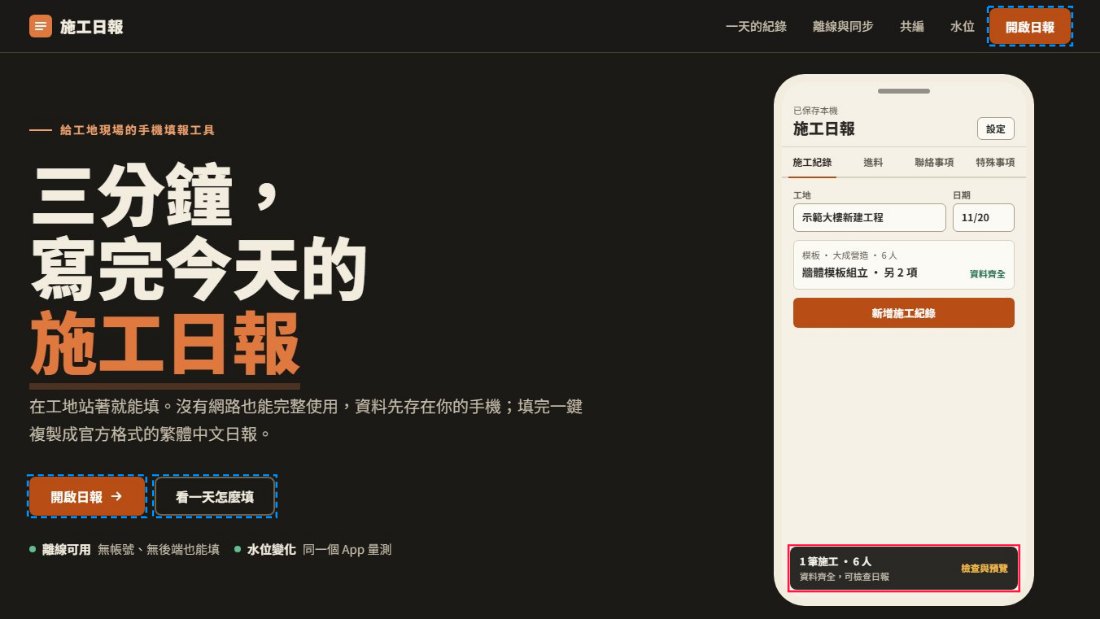 施工日報
一天的紀錄
離線與同步
共編
水位
開啟日報
給工地現場的手機填報工具
三分鐘，
寫完今天的
施工日報
在工地站著就能填。沒有網路也能完整使用，資料先存在你的手機；填完一鍵
複製成官方格式的繁體中文日報。
開啟日報 →
看一天怎麼填
離線可用 無帳號、無後端也能填
水位變化 同一個 App 量測
已保存本機
施工日報
設定
施工紀錄
進料
聯絡事項
特殊事項
工地
日期
示範大樓新建工程
11/20
模板 · 大成營造 · 6 人
牆體模板組立 · 另 2 項
資料齊全
新增施工紀錄
1 筆施工 · 6 人
資料齊全，可檢查日報
檢查與預覽